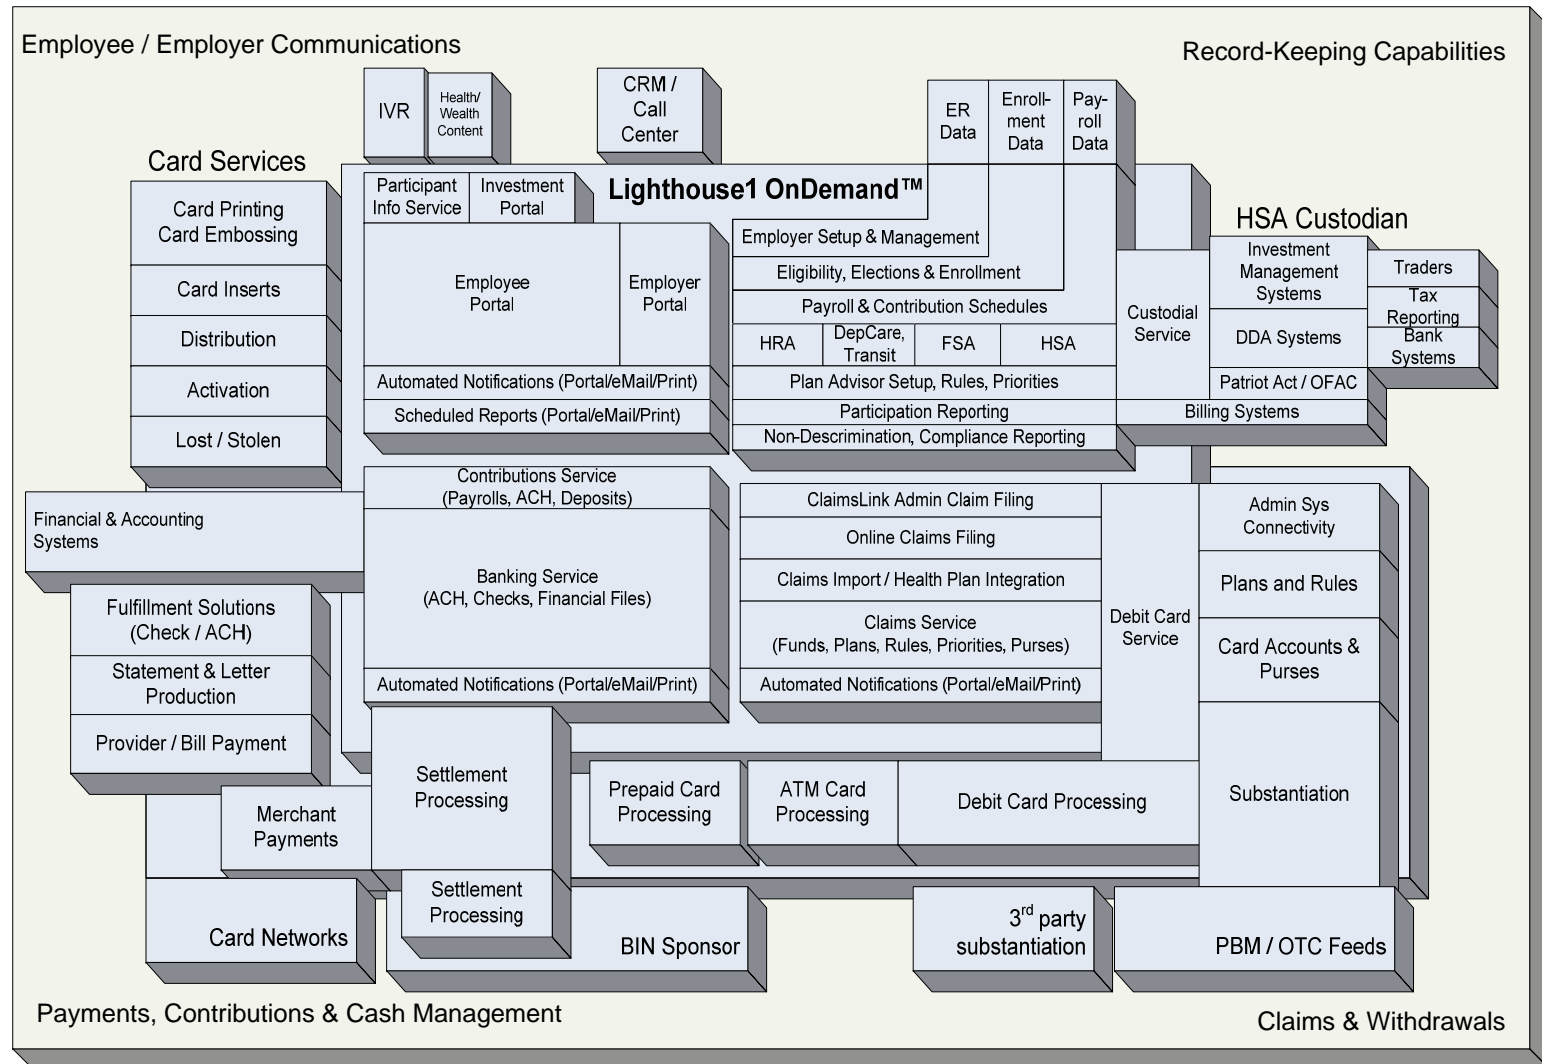 Employee / Employer Communications
Record-Keeping Capabilities
IVR
Health/
Wealth
Content
CRM /
Call
Center
ER
Data
Enroll-
ment
Data
Pay-
roll
Data
Card Services
Card Printing
Card Embossing
Card Inserts
Distribution
Activation
Lost / Stolen
Participant
Info Service
Investment
Portal
Lighthouse1 OnDemand™
Employee
Portal
Employer
Portal
Automated Notifications (Portal/eMail/Print)
Scheduled Reports (Portal/eMail/Print)
Employer Setup & Management
Eligibility, Elections & Enrollment
Payroll & Contribution Schedules
HRA
DepCare,
Transit
FSA
HSA
Plan Advisor Setup, Rules, Priorities
Participation Reporting
Non-Descrimination, Compliance Reporting
Custodial
Service
HSA Custodian
Investment
Management
Systems
DDA Systems
Patriot Act / OFAC
Billing Systems
Traders
Tax
Reporting
Bank
Systems
Financial & Accounting
Systems
Contributions Service
(Payrolls, ACH, Deposits)
Banking Service
(ACH, Checks, Financial Files)
Automated Notifications (Portal/eMail/Print)
ClaimsLink Admin Claim Filing
Online Claims Filing
Claims Import / Health Plan Integration
Claims Service
(Funds, Plans, Rules, Priorities, Purses)
Automated Notifications (Portal/eMail/Print)
Debit Card
Service
Admin Sys
Connectivity
Plans and Rules
Card Accounts &
Purses
Substantiation
Fulfillment Solutions
(Check / ACH)
Statement & Letter
Production
Provider / Bill Payment
Merchant
Payments
Settlement
Processing
Prepaid Card
Processing
ATM Card
Processing
Debit Card Processing
Card Networks
Settlement
Processing
BIN Sponsor
3rd party
substantiation
PBM / OTC Feeds
Payments, Contributions & Cash Management
Claims & Withdrawals